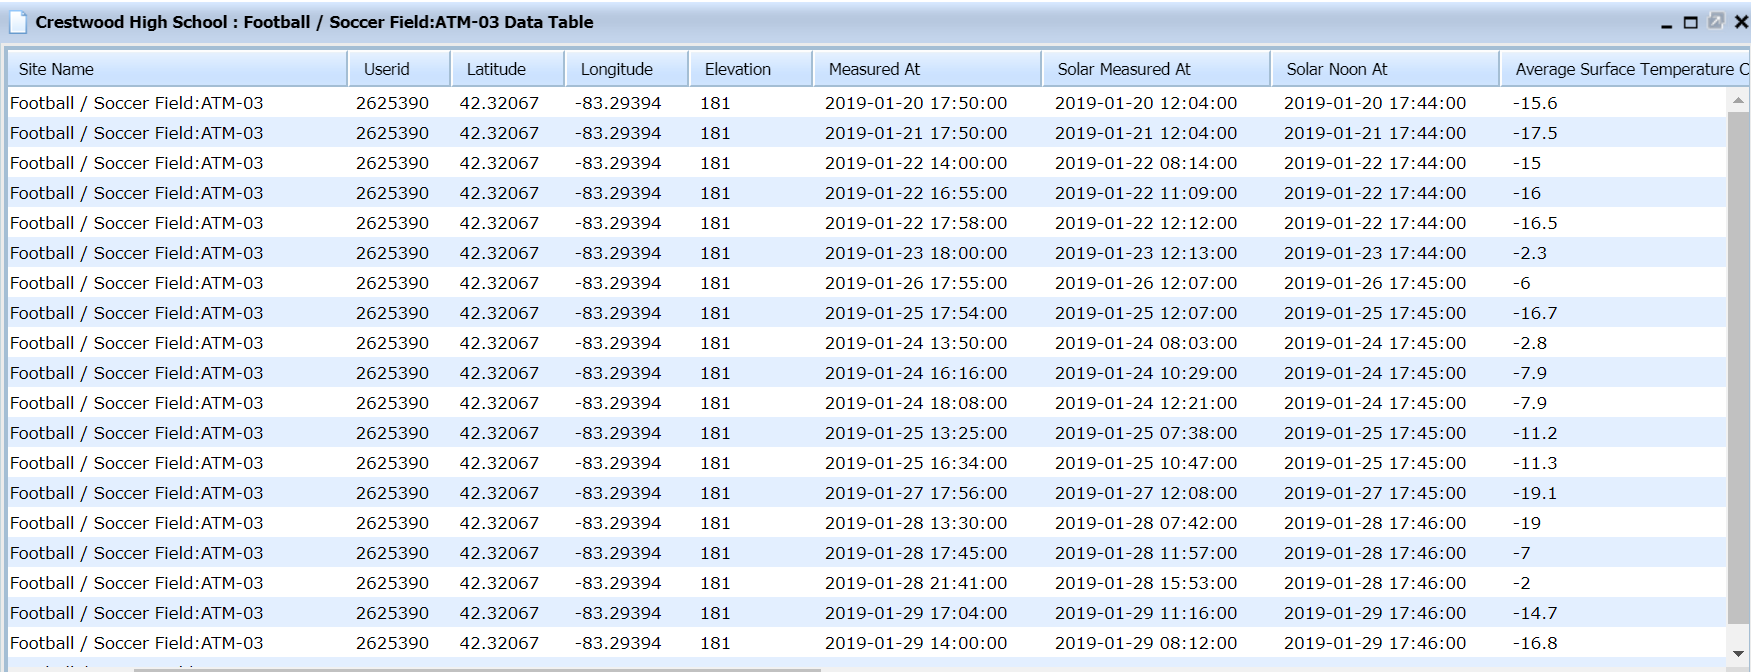 Crestwood High School : Football / Soccer Field:ATM-03 Data Table
Site Name Userid Latitude Longitude Elevation Measured At Solar Measured At Solar Noon At Average Surface Temperature C
Football / Soccer Field:ATM-03 2625390 42.32067 -83.29394 181 2019-01-20 17:50:00 2019-01-20 12:04:00 2019-01-20 17:44:00 -15.6
Football / Soccer Field:ATM-03 2625390 42.32067 -83.29394 181 2019-01-21 17:50:00 2019-01-21 12:04:00 2019-01-21 17:44:00 -17.5
Football / Soccer Field:ATM-03 2625390 42.32067 -83.29394 181 2019-01-22 14:00:00 2019-01-22 08:14:00 2019-01-22 17:44:00 -15
Football / Soccer Field:ATM-03 2625390 42.32067 -83.29394 181 2019-01-22 16:55:00 2019-01-22 11:09:00 2019-01-22 17:44:00 -16
Football / Soccer Field:ATM-03 2625390 42.32067 -83.29394 181 2019-01-22 17:58:00 2019-01-22 12:12:00 2019-01-22 17:44:00 -16.5
Football / Soccer Field:ATM-03 2625390 42.32067 -83.29394 181 2019-01-23 18:00:00 2019-01-23 12:13:00 2019-01-23 17:44:00 -2.3
Football / Soccer Field:ATM-03 2625390 42.32067 -83.29394 181 2019-01-26 17:55:00 2019-01-26 12:07:00 2019-01-26 17:45:00 -6
Football / Soccer Field:ATM-03 2625390 42.32067 -83.29394 181 2019-01-25 17:54:00 2019-01-25 12:07:00 2019-01-25 17:45:00 -16.7
Football / Soccer Field:ATM-03 2625390 42.32067 -83.29394 181 2019-01-24 13:50:00 2019-01-24 08:03:00 2019-01-24 17:45:00 -2.8
Football / Soccer Field:ATM-03 2625390 42.32067 -83.29394 181 2019-01-24 16:16:00 2019-01-24 10:29:00 2019-01-24 17:45:00 -7.9
Football / Soccer Field:ATM-03 2625390 42.32067 -83.29394 181 2019-01-24 18:08:00 2019-01-24 12:21:00 2019-01-24 17:45:00 -7.9
Football / Soccer Field:ATM-03 2625390 42.32067 -83.29394 181 2019-01-25 13:25:00 2019-01-25 07:38:00 2019-01-25 17:45:00 -11.2
Football / Soccer Field:ATM-03 2625390 42.32067 -83.29394 181 2019-01-25 16:34:00 2019-01-25 10:47:00 2019-01-25 17:45:00 -11.3
Football / Soccer Field:ATM-03 2625390 42.32067 -83.29394 181 2019-01-27 17:56:00 2019-01-27 12:08:00 2019-01-27 17:45:00 -19.1
Football / Soccer Field:ATM-03 2625390 42.32067 -83.29394 181 2019-01-28 13:30:00 2019-01-28 07:42:00 2019-01-28 17:46:00 -19
Football / Soccer Field:ATM-03 2625390 42.32067 -83.29394 181 2019-01-28 17:45:00 2019-01-28 11:57:00 2019-01-28 17:46:00 -7
Football / Soccer Field:ATM-03 2625390 42.32067 -83.29394 181 2019-01-28 21:41:00 2019-01-28 15:53:00 2019-01-28 17:46:00 -2
Football / Soccer Field:ATM-03 2625390 42.32067 -83.29394 181 2019-01-29 17:04:00 2019-01-29 11:16:00 2019-01-29 17:46:00 -14.7
Football / Soccer Field:ATM-03 2625390 42.32067 -83.29394 181 2019-01-29 14:00:00 2019-01-29 08:12:00 2019-01-29 17:46:00 -16.8